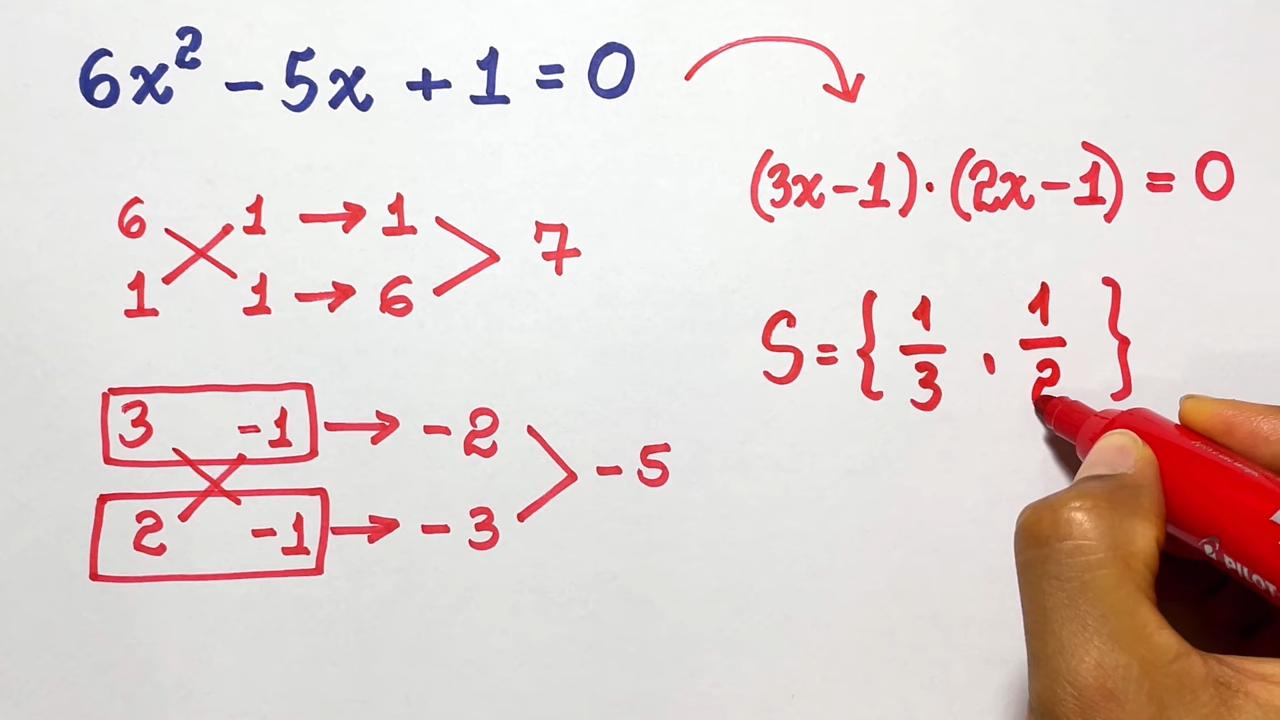 6x² - 5x + 1 = 0
(3x - 1) · (2x - 1) = 0
6 1 → 1
7
1 1 → 6
S = { 1/3 , 1/2 }
3 -1 → -2
-5
2 -1 → -3
PILOT